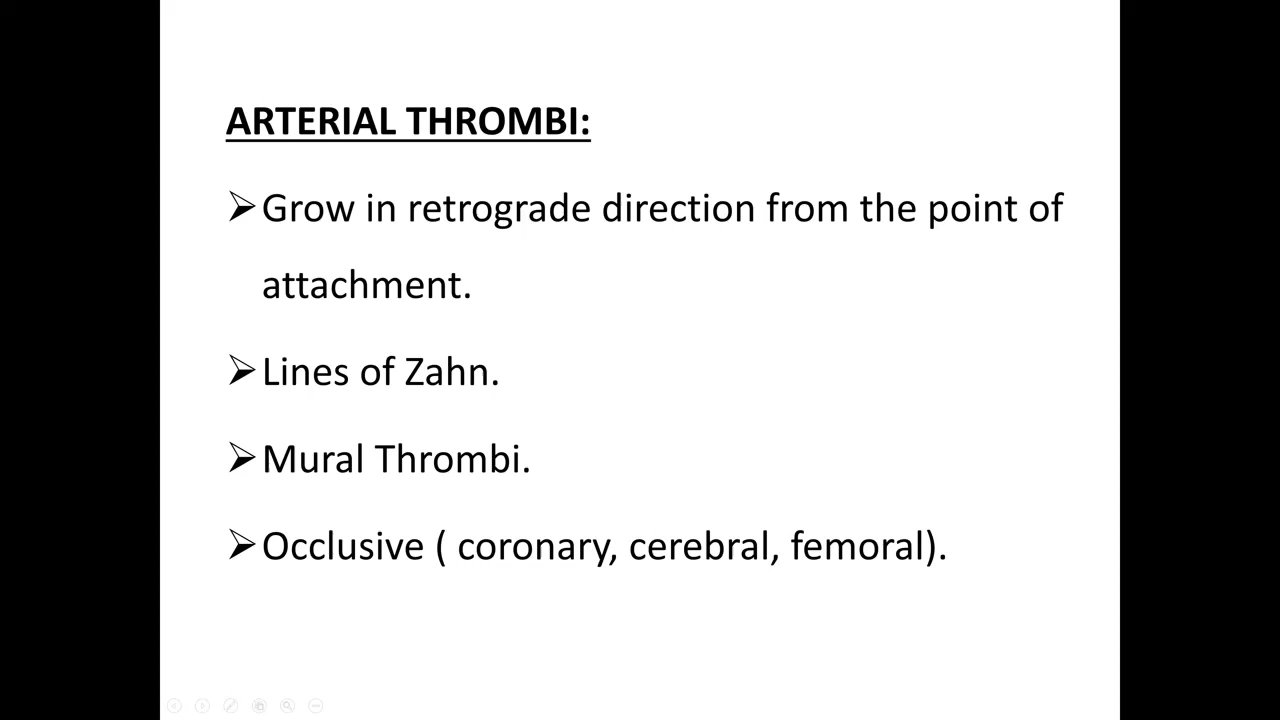 ARTERIAL THROMBI:
➢Grow in retrograde direction from the point of
attachment.
➢Lines of Zahn.
➢Mural Thrombi.
➢Occlusive ( coronary, cerebral, femoral).